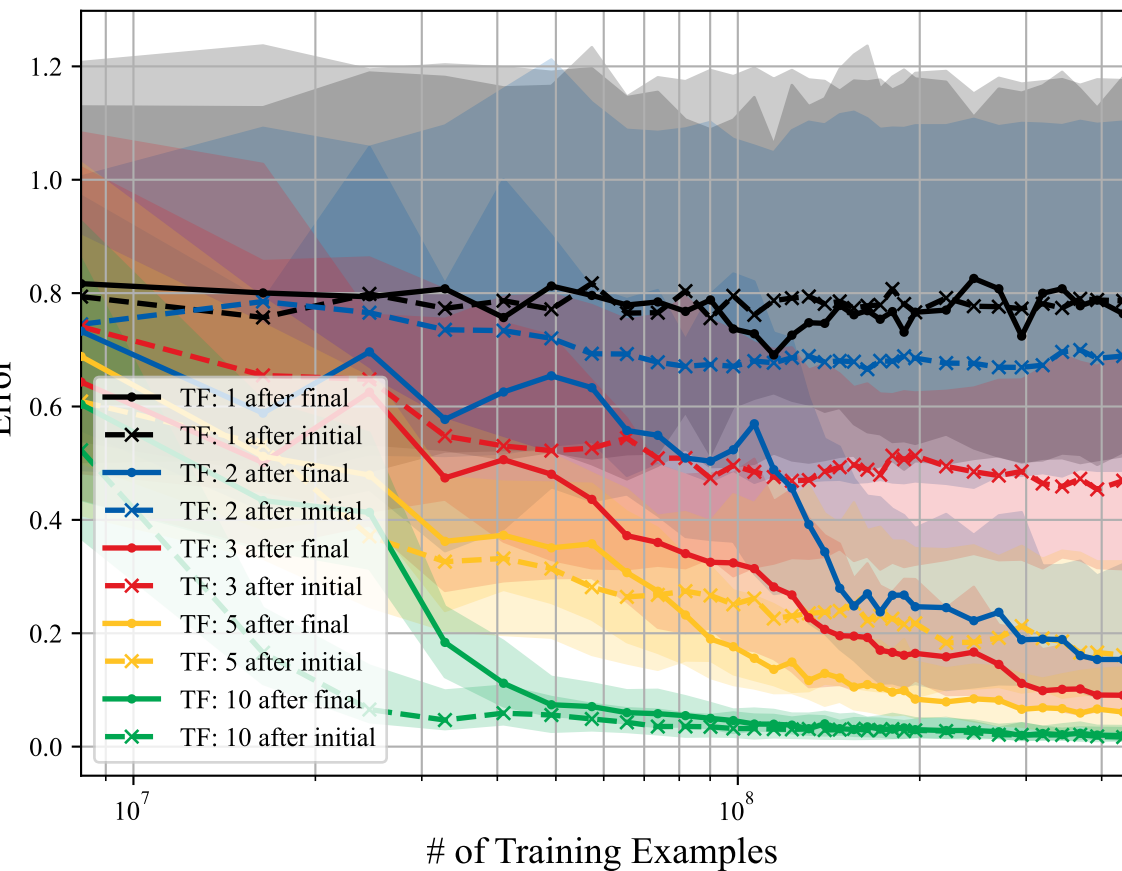 1.2
1.0
0.8
0.6
0.4
0.2
0.0
TF: 1 after final
TF: 1 after initial
TF: 2 after final
TF: 2 after initial
TF: 3 after final
TF: 3 after initial
TF: 5 after final
TF: 5 after initial
TF: 10 after final
TF: 10 after initial
10⁷ 10⁸
# of Training Examples